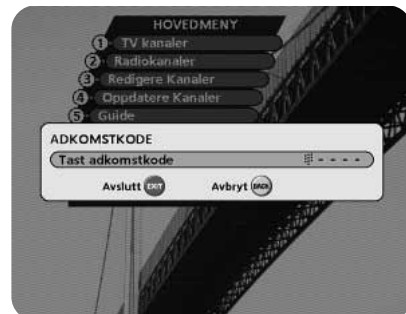 HOVEDMENY
1 TV kanaler
2 Radiokanaler
3 Redigere Kanaler
4 Oppdatere Kanaler
5 Guide
ADKOMSTKODE
Tast adkomstkode - - - -
Avslutt EXIT Avbryt BACK